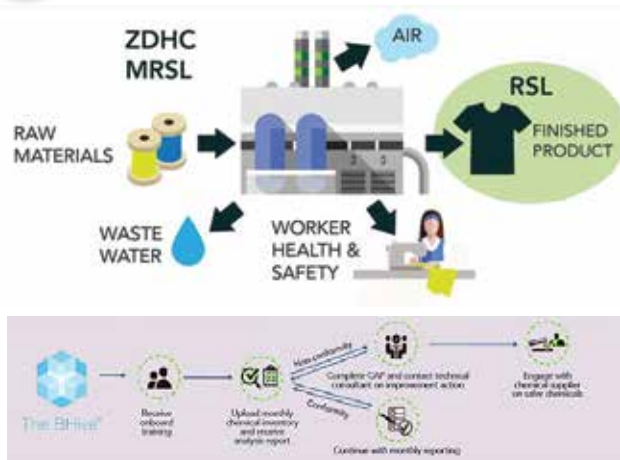 ZDHC
MRSL
AIR
RSL
RAW
MATERIALS
FINISHED
PRODUCT
WASTE
WATER
WORKER
HEALTH &
SAFETY
Non-conformity
Complete CAP and contact technical
consultant on improvement action
Engage with
chemical supplier
on safer chemicals
The BHive®
Receive
onboard
training
Upload monthly
chemical inventory
and receive
analysis report
Conformity
Continue with monthly reporting